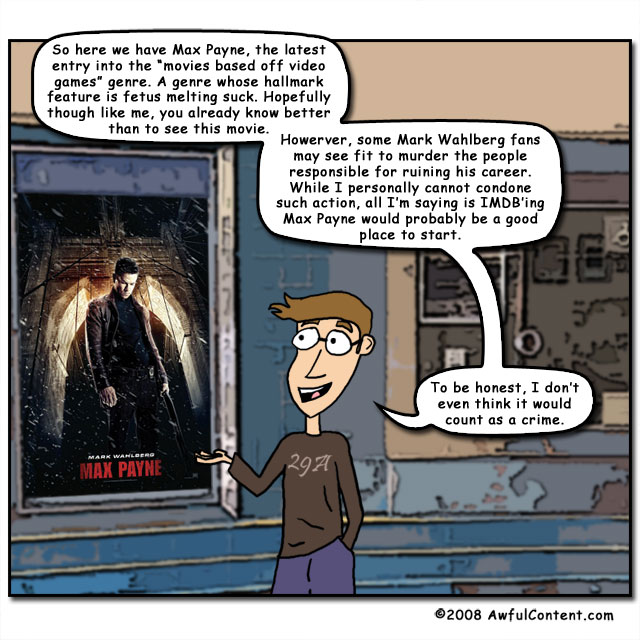 So here we have Max Payne, the latest
entry into the “movies based off video
games” genre. A genre whose hallmark
feature is fetus melting suck. Hopefully
though like me, you already know better
than to see this movie.
Howerver, some Mark Wahlberg fans
may see fit to murder the people
responsible for ruining his career.
While I personally cannot condone
such action, all I'm saying is IMDB'ing
Max Payne would probably be a good
place to start.
To be honest, I don't
even think it would
count as a crime.
MARK WAHLBERG
MAX PAYNE
29A
©2008 AwfulContent.com